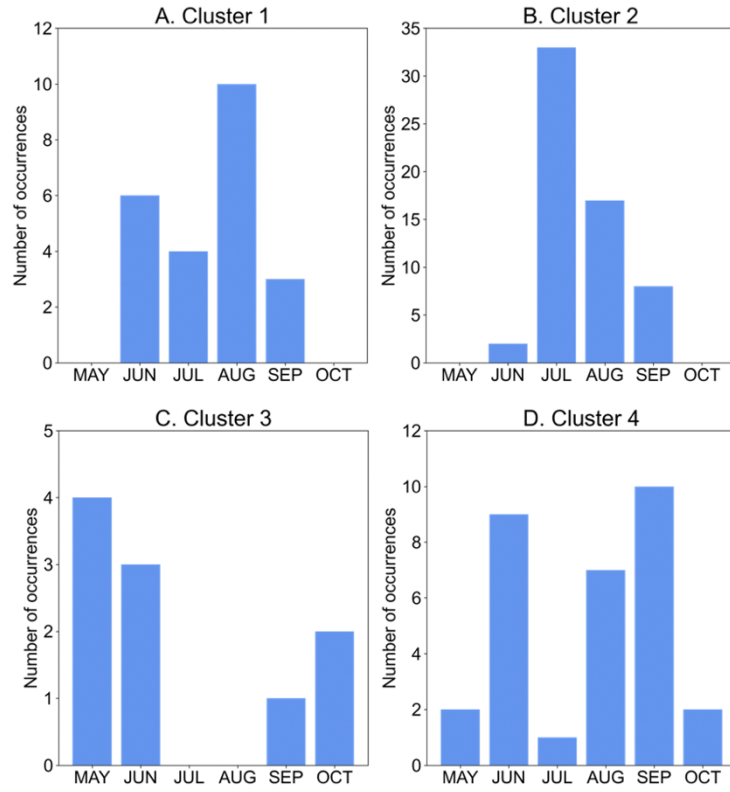 A. Cluster 1
12
10
8
6
4
2
0
Number of occurrences
MAY JUN JUL AUG SEP OCT
B. Cluster 2
35
30
25
20
15
10
5
0
Number of occurrences
MAY JUN JUL AUG SEP OCT
C. Cluster 3
5
4
3
2
1
0
Number of occurrences
MAY JUN JUL AUG SEP OCT
D. Cluster 4
12
10
8
6
4
2
0
Number of occurrences
MAY JUN JUL AUG SEP OCT